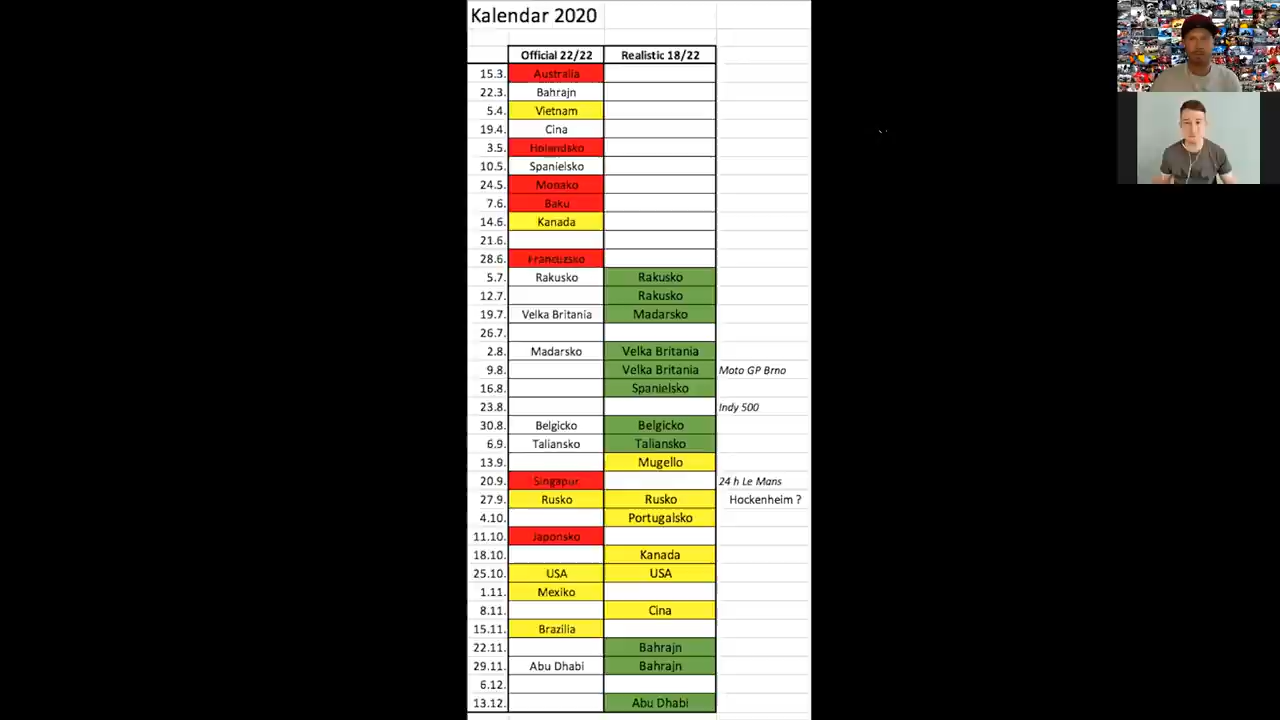 Kalendar 2020
Official 22/22 Realistic 18/22
15.3. Australia
22.3. Bahrajn
5.4. Vietnam
19.4. Cina
3.5. Holandsko
10.5. Spanielsko
24.5. Monako
7.6. Baku
14.6. Kanada
21.6.
28.6. Francuzsko
5.7. Rakusko Rakusko
12.7. Rakusko
19.7. Velka Britania Madarsko
26.7.
2.8. Madarsko Velka Britania
9.8. Velka Britania Moto GP Brno
16.8. Spanielsko
23.8. Indy 500
30.8. Belgicko Belgicko
6.9. Taliansko Taliansko
13.9. Mugello
20.9. Singapur 24 h Le Mans
27.9. Rusko Rusko Hockenheim ?
4.10. Portugalsko
11.10. Japonsko
18.10. Kanada
25.10. USA USA
1.11. Mexiko
8.11. Cina
15.11. Brazilia
22.11. Bahrajn
29.11. Abu Dhabi Bahrajn
6.12.
13.12. Abu Dhabi